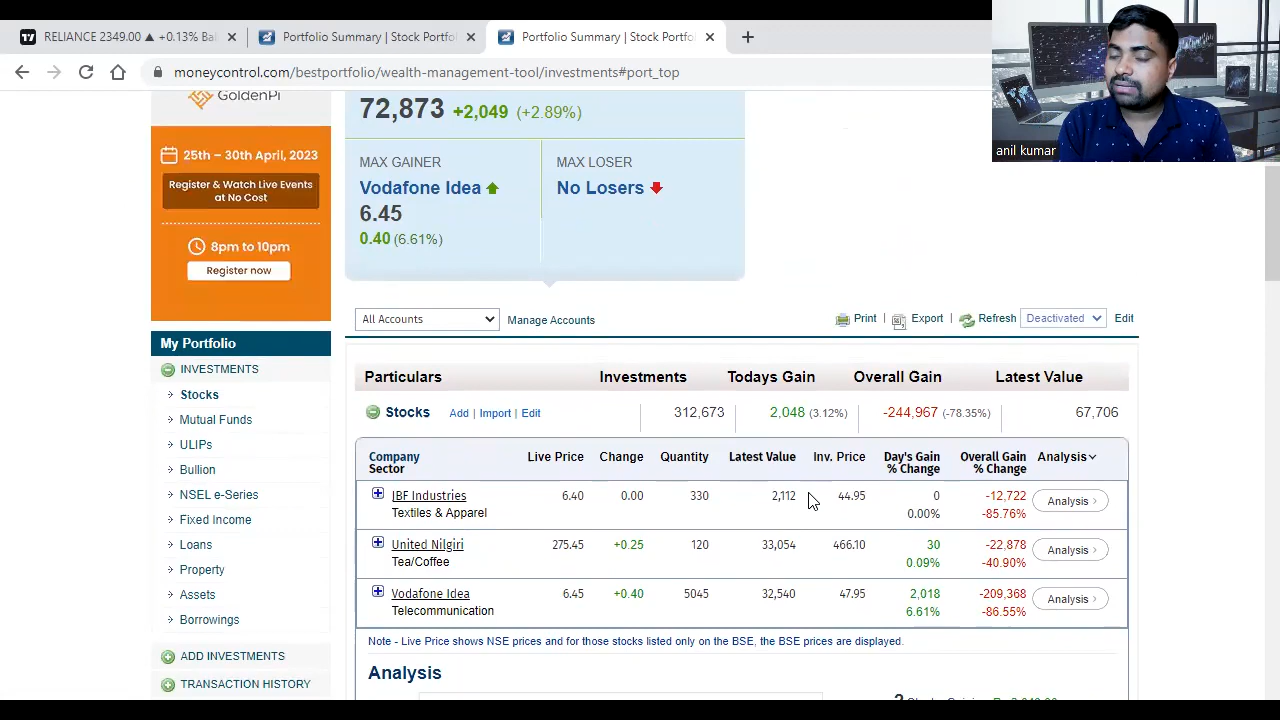 RELIANCE 2349.00 ▲ +0.13% Bal
Portfolio Summary | Stock Portfo
Portfolio Summary | Stock Portfo
moneycontrol.com/bestportfolio/wealth-management-tool/investments#port_top
anil kumar
GoldenPi
25th – 30th April, 2023
Register & Watch Live Events
at No Cost
8pm to 10pm
Register now
72,873 +2,049 (+2.89%)
MAX GAINER MAX LOSER
Vodafone Idea No Losers
6.45
0.40 (6.61%)
All Accounts Manage Accounts Print | Export | Refresh Deactivated Edit
My Portfolio
INVESTMENTS
Stocks
Mutual Funds
ULIPs
Bullion
NSEL e-Series
Fixed Income
Loans
Property
Assets
Borrowings
ADD INVESTMENTS
TRANSACTION HISTORY
Particulars Investments Todays Gain Overall Gain Latest Value
Stocks Add | Import | Edit 312,673 2,048 (3.12%) -244,967 (-78.35%) 67,706
Company Live Price Change Quantity Latest Value Inv. Price Day's Gain Overall Gain Analysis
Sector % Change % Change
IBF Industries 6.40 0.00 330 2,112 44.95 0 -12,722 Analysis
Textiles & Apparel 0.00% -85.76%
United Nilgiri 275.45 +0.25 120 33,054 466.10 30 -22,878 Analysis
Tea/Coffee 0.09% -40.90%
Vodafone Idea 6.45 +0.40 5045 32,540 47.95 2,018 -209,368 Analysis
Telecommunication 6.61% -86.55%
Note - Live Price shows NSE prices and for those stocks listed only on the BSE, the BSE prices are displayed.
Analysis